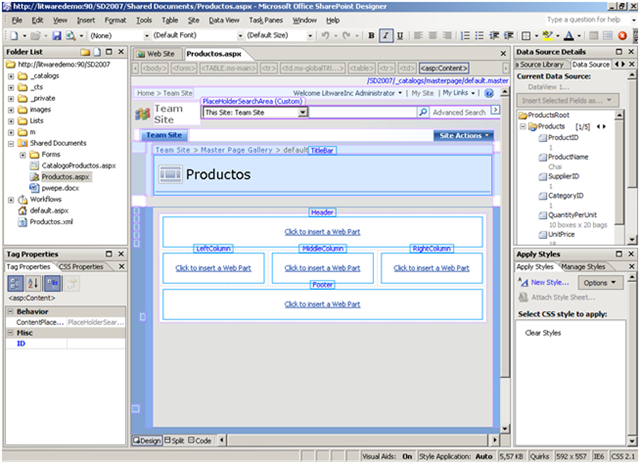 http://litwaredemo:90/SD2007/Shared Documents/Productos.aspx - Microsoft Office SharePoint Designer
File Edit View Insert Format Tools Table Site Data View Task Panes Window Help
Type a question for help
(None) (Default Font) (Default Size) B I U
Folder List
http://litwaredemo:90/SD2007
_catalogs
_cts
_private
images
Lists
m
Shared Documents
Forms
CatalogoProductos.aspx
Productos.aspx
pwepe.docx
Workflows
default.aspx
Productos.xml
Tag Properties
Tag Properties CSS Properties
<asp:Content>
Behavior
ContentPlace... PlaceHolderSear...
Misc
ID
Web Site Productos.aspx
<body> <form> <TABLE.ms-main> <tr> <td.ms-globalTitl...> <table> <tr> <td> <asp:Content>
/SD2007/_catalogs/masterpage/default.master
Home > Team Site
Welcome LitwareInc Administrator My Site My Links
PlaceHolderSearchArea (Custom)
Team Site
This Site: Team Site
Advanced Search
Team Site
Site Actions
Team Site > Master Page Gallery > default
TitleBar
Productos
Header
Click to insert a Web Part
LeftColumn MiddleColumn RightColumn
Click to insert a Web Part Click to insert a Web Part Click to insert a Web Part
Footer
Click to insert a Web Part
Design Split Code
Data Source Details
a Source Library Data Source
Current Data Source:
DataView 1...
Insert Selected Fields as...
ProductsRoot
Products [1/5]
ProductID
1
ProductName
Chai
SupplierID
1
CategoryID
1
QuantityPerUnit
10 boxes x 20 bags
UnitPrice
18
Apply Styles
Apply Styles Manage Styles
New Style...
Options
Attach Style Sheet...
Select CSS style to apply:
Clear Styles
Visual Aids: On Style Application: Auto 5,57 KB Quirks 592 x 557 IE6 CSS 2.1